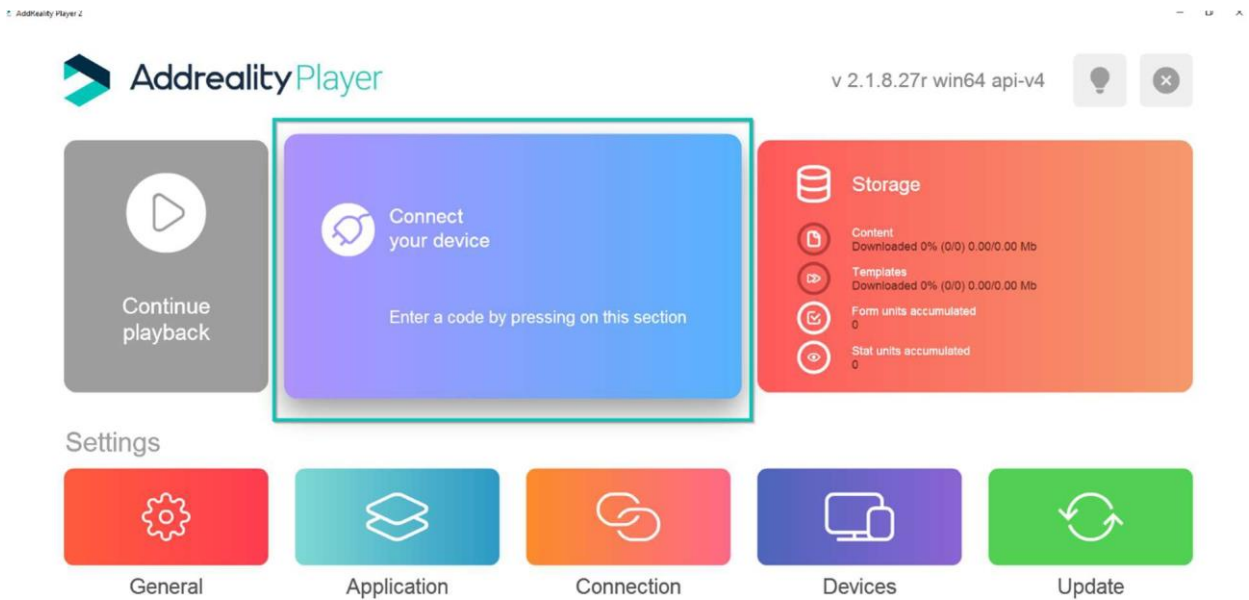 AddReality Player 2
Addreality Player
v 2.1.8.27r win64 api-v4
Continue
playback
Connect
your device
Enter a code by pressing on this section
Storage
Content
Downloaded 0% (0/0) 0.00/0.00 Mb
Templates
Downloaded 0% (0/0) 0.00/0.00 Mb
Form units accumulated
0
Stat units accumulated
0
Settings
General
Application
Connection
Devices
Update